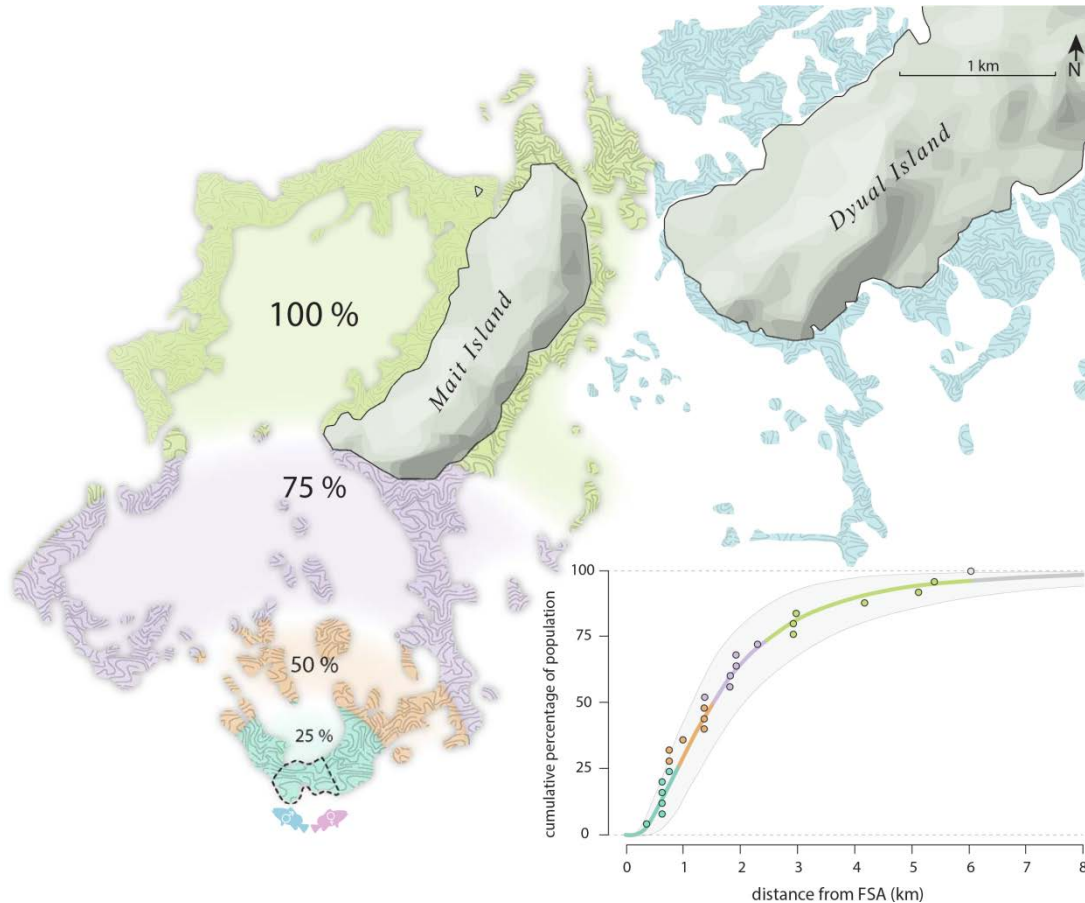 1 km
N
Dyual Island
100 %
Mait Island
75 %
50 %
25 %
100
75
50
25
0
cumulative percentage of population
0 1 2 3 4 5 6 7 8
distance from FSA (km)